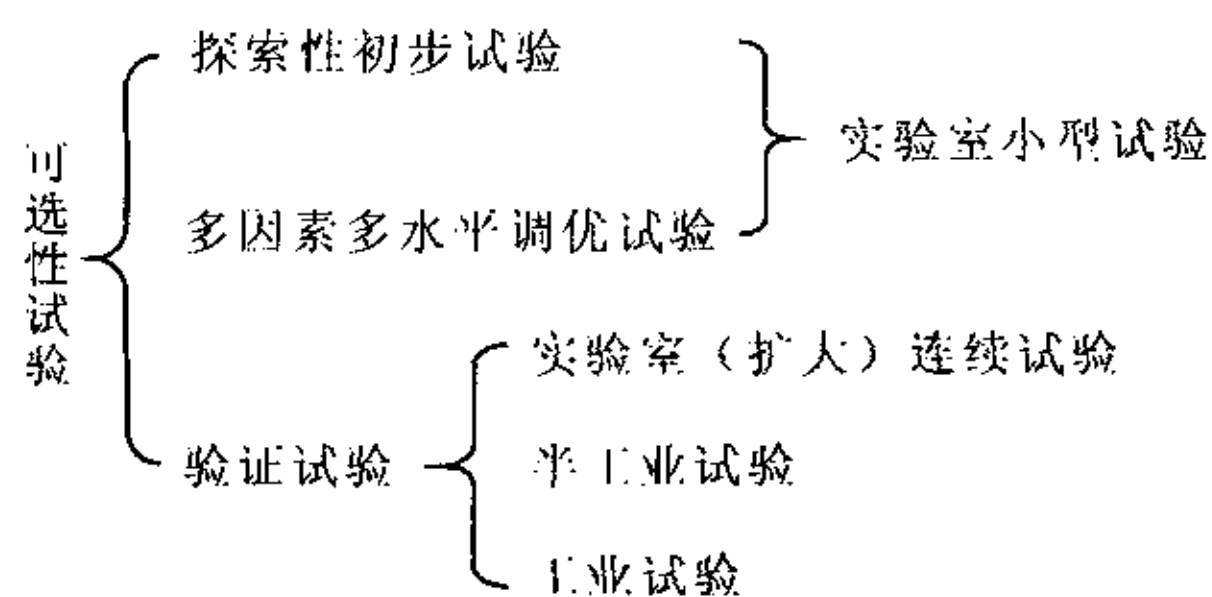 可选性试验
探索性初步试验
多因素多水平调优试验
实验室小型试验
验证试验
实验室（扩大）连续试验
半工业试验
工业试验